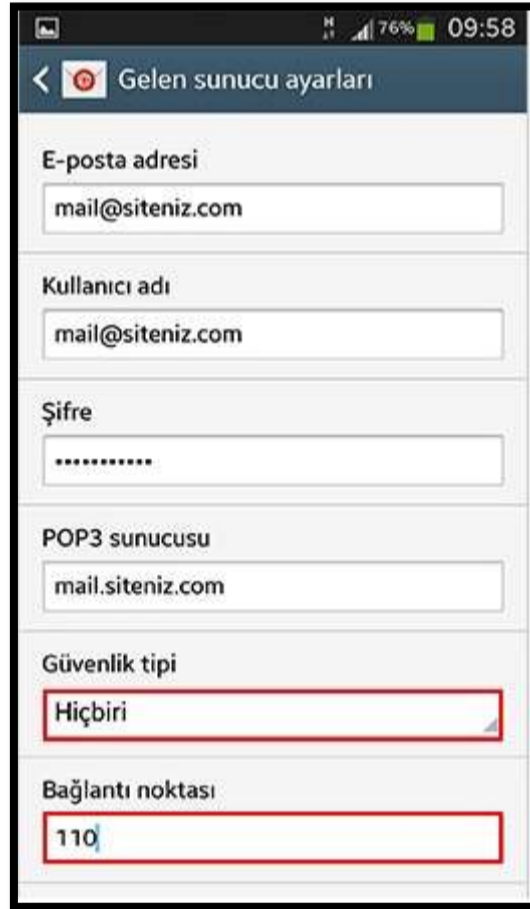 H 76% 09:58
Gelen sunucu ayarları
E-posta adresi
mail@siteniz.com
Kullanıcı adı
mail@siteniz.com
Şifre
•••••••••••
POP3 sunucusu
mail.siteniz.com
Güvenlik tipi
Hiçbiri
Bağlantı noktası
110